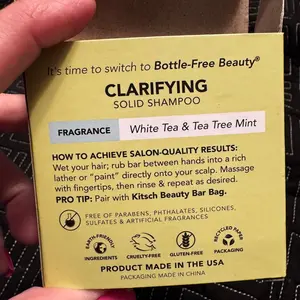 It's time to switch to Bottle-Free Beauty®
CLARIFYING
SOLID SHAMPOO
FRAGRANCE White Tea & Tea Tree Mint
HOW TO ACHIEVE SALON-QUALITY RESULTS:
Wet your hair; rub bar between hands into a rich
lather or "paint" directly onto your scalp. Massage
with fingertips, then rinse & repeat as desired.
PRO TIP: Pair with Kitsch Beauty Bar Bag.
FREE OF PARABENS, PHTHALATES, SILICONES,
SULFATES & ARTIFICIAL FRAGRANCES
EARTH-FRIENDLY
INGREDIENTS
CRUELTY-FREE
GLUTEN-FREE
RECYCLED PAPER
PACKAGING
PRODUCT MADE IN THE USA
PACKAGING MADE IN CHINA